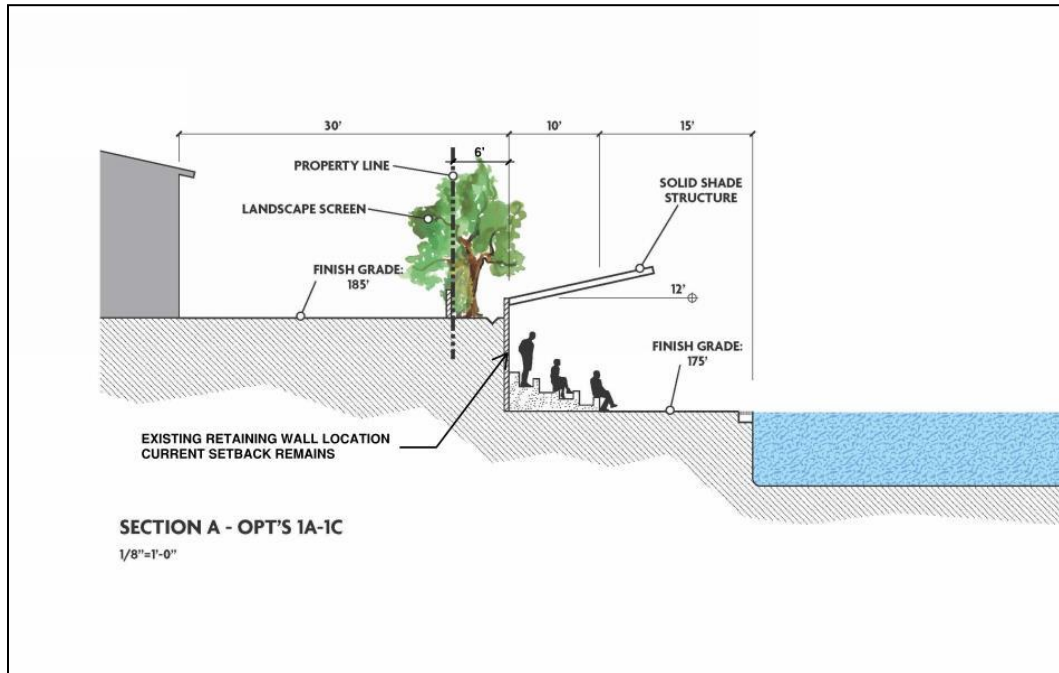 30'
10'
15'
6'
PROPERTY LINE
LANDSCAPE SCREEN
SOLID SHADE
STRUCTURE
FINISH GRADE:
185'
12'
FINISH GRADE:
175'
EXISTING RETAINING WALL LOCATION
CURRENT SETBACK REMAINS
SECTION A - OPT'S 1A-1C
1/8"=1'-0"